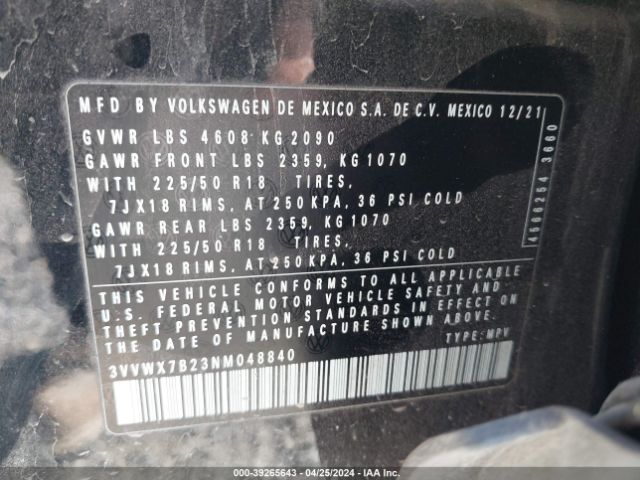 MFD BY VOLKSWAGEN DE MEXICO S.A. DE C.V. MEXICO 12/21
GVWR LBS 4608 KG 2090
GAWR FRONT LBS 2359, KG 1070
WITH 225/50 R18 TIRES,
7JX18 RIMS, AT 250 KPA, 36 PSI COLD
GAWR REAR LBS 2359, KG 1070
WITH 225/50 R18 TIRES,
7JX18 RIMS, AT 250 KPA, 36 PSI COLD
THIS VEHICLE CONFORMS TO ALL APPLICABLE
U.S. FEDERAL MOTOR VEHICLE SAFETY AND
THEFT PREVENTION STANDARDS IN EFFECT ON
THE DATE OF MANUFACTURE SHOWN ABOVE.
3VVWX7B23NM048840
TYPE: MPV
4566254 3660
000-39265643 - 04/25/2024 - IAA Inc.